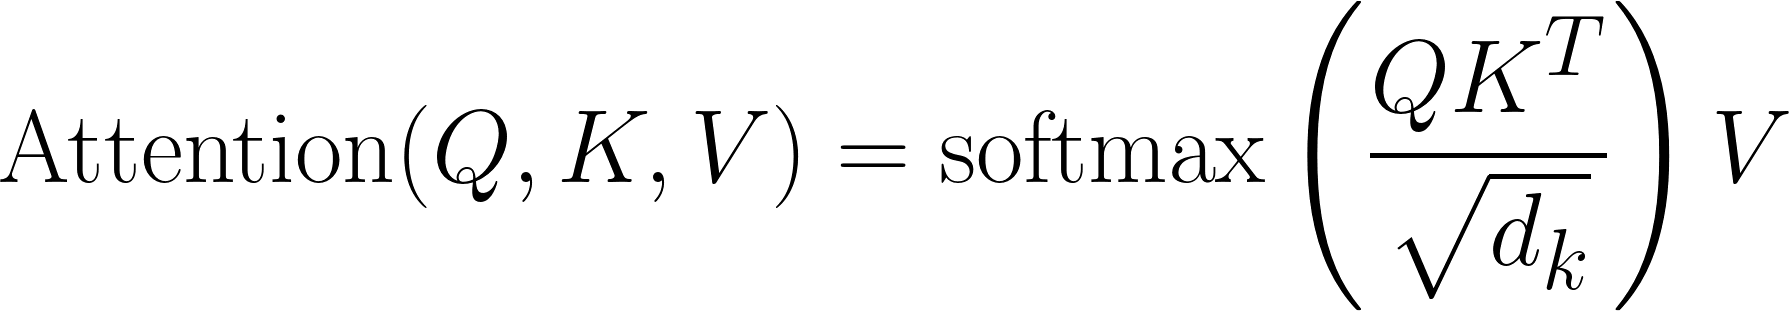 Attention(Q, K, V) = softmax(QK^T / √d_k) V